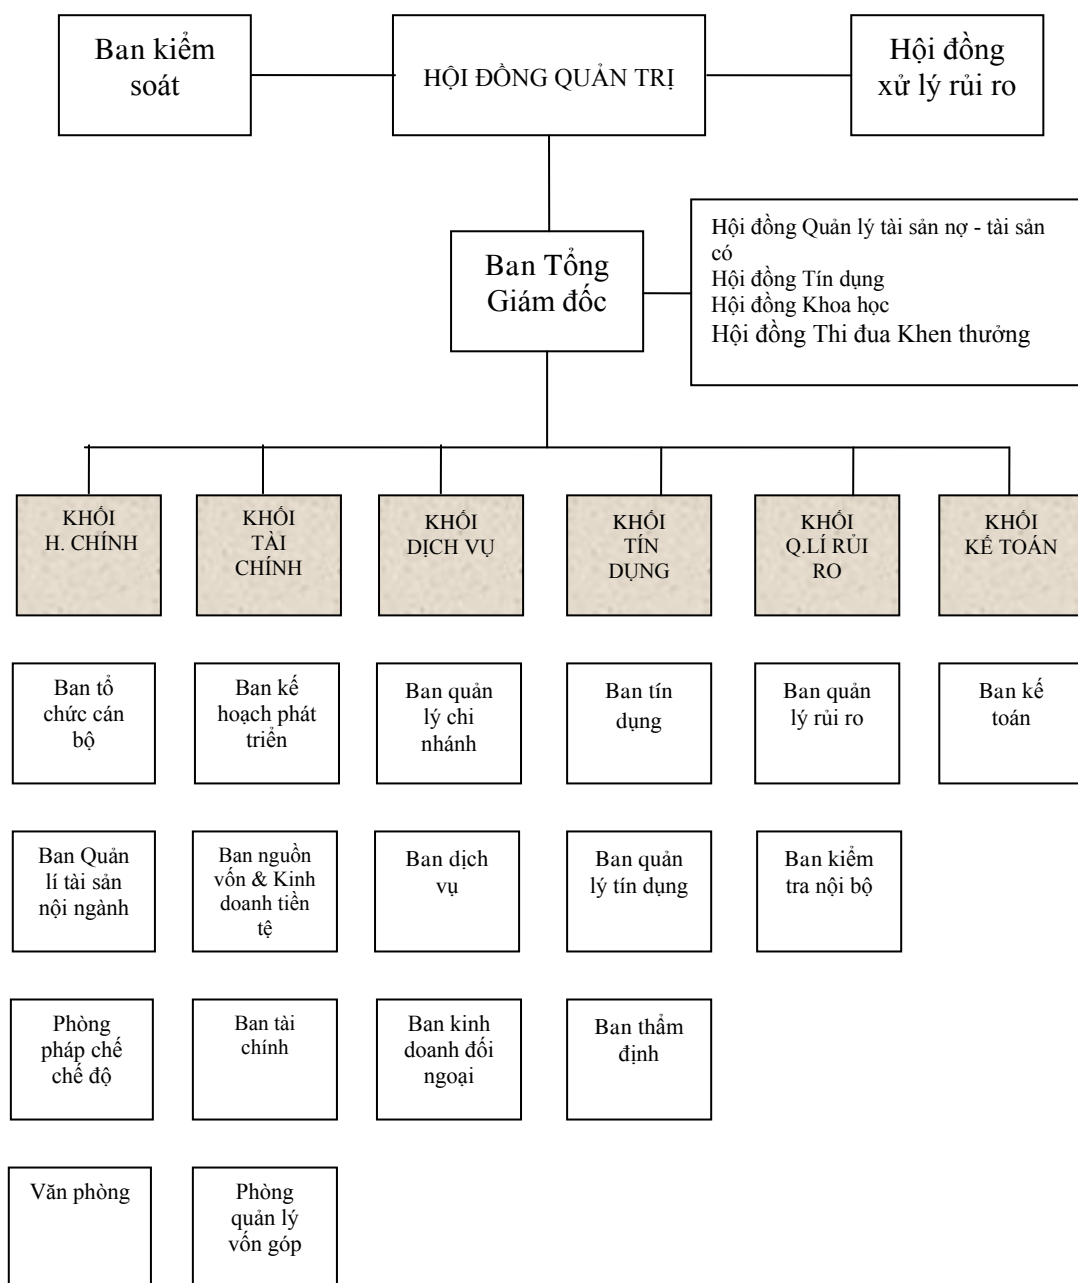 Ban kiểm
soát
HỘI ĐỒNG QUẢN TRỊ
Hội đồng
xử lý rủi ro
Ban Tổng
Giám đốc
Hội đồng Quản lý tài sản nợ - tài sản
có
Hội đồng Tín dụng
Hội đồng Khoa học
Hội đồng Thi đua Khen thưởng
KHỐI
H. CHÍNH
KHỐI
TÀI
CHÍNH
KHỐI
DỊCH VỤ
KHỐI
TÍN
DỤNG
KHỐI
Q.LÍ RỦI
RO
KHỐI
KẾ TOÁN
Ban tổ
chức cán
bộ
Ban kế
hoạch phát
triển
Ban quản
lý chi
nhánh
Ban tín
dụng
Ban quản
lý rủi ro
Ban kế
toán
Ban Quản
lí tài sản
nội ngành
Ban nguồn
vốn & Kinh
doanh tiền
tệ
Ban dịch
vụ
Ban quản
lý tín dụng
Ban kiểm
tra nội bộ
Phòng
pháp chế
chế độ
Ban tài
chính
Ban kinh
doanh đối
ngoại
Ban thẩm
định
Văn phòng
Phòng
quản lý
vốn góp